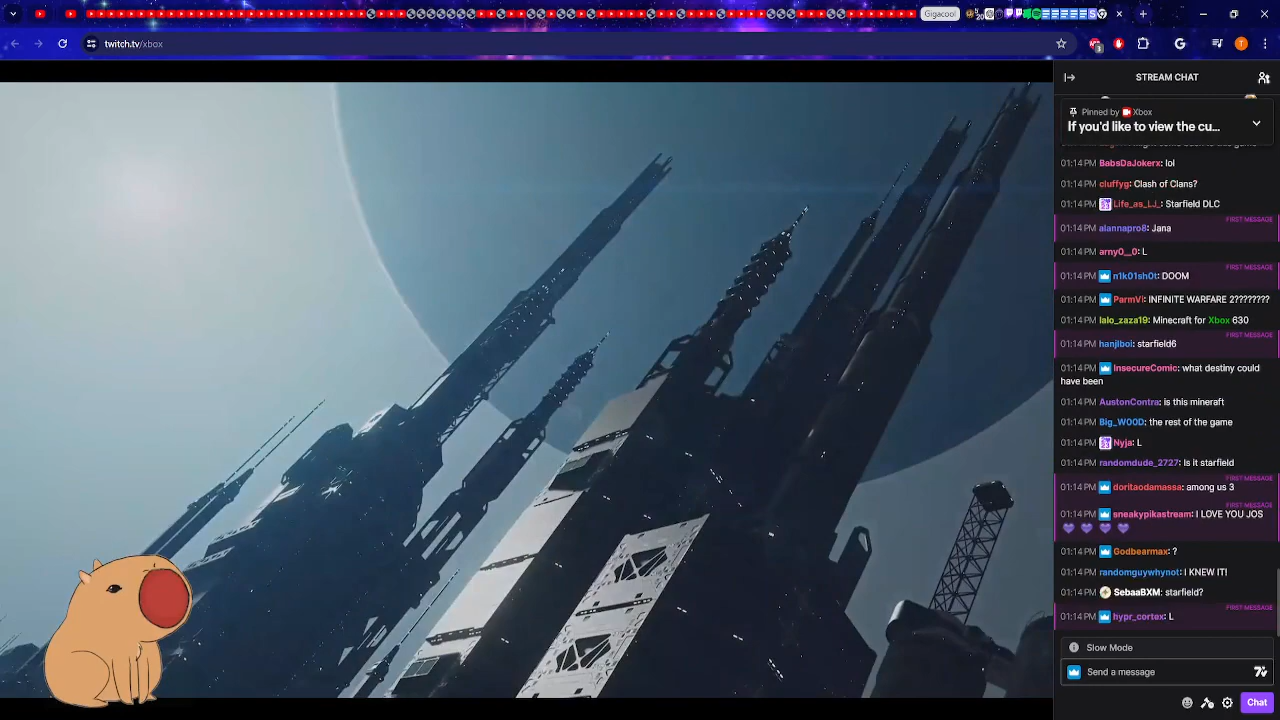 Gigacool
twitch.tv/xbox
STREAM CHAT
Pinned by Xbox
If you'd like to view the cu...
01:14 PM BabsDaJokerx: lol
01:14 PM cluffyg: Clash of Clans?
01:14 PM Life_as_LJ_: Starfield DLC
FIRST MESSAGE
01:14 PM alannapro8: Jana
01:14 PM arny0__0: L
FIRST MESSAGE
01:14 PM n1k01sh0t: DOOM
01:14 PM ParmVi: INFINITE WARFARE 2????????
01:14 PM lalo_zaza19: Minecraft for Xbox 630
FIRST MESSAGE
01:14 PM hanjiboi: starfield6
01:14 PM InsecureComic: what destiny could
have been
01:14 PM AustonContra: is this mineraft
01:14 PM Big_W00D: the rest of the game
01:14 PM Nyja: L
01:14 PM randomdude_2727: Is it starfield
FIRST MESSAGE
01:14 PM doritaodamassa: among us 3
FIRST MESSAGE
01:14 PM sneakypikastream: I LOVE YOU JOS
01:14 PM Godbearmax: ?
01:14 PM randomguywhynot: I KNEW IT!
01:14 PM SebaaBXM: starfield?
FIRST MESSAGE
01:14 PM hypr_cortex: L
Slow Mode
Send a message
Chat